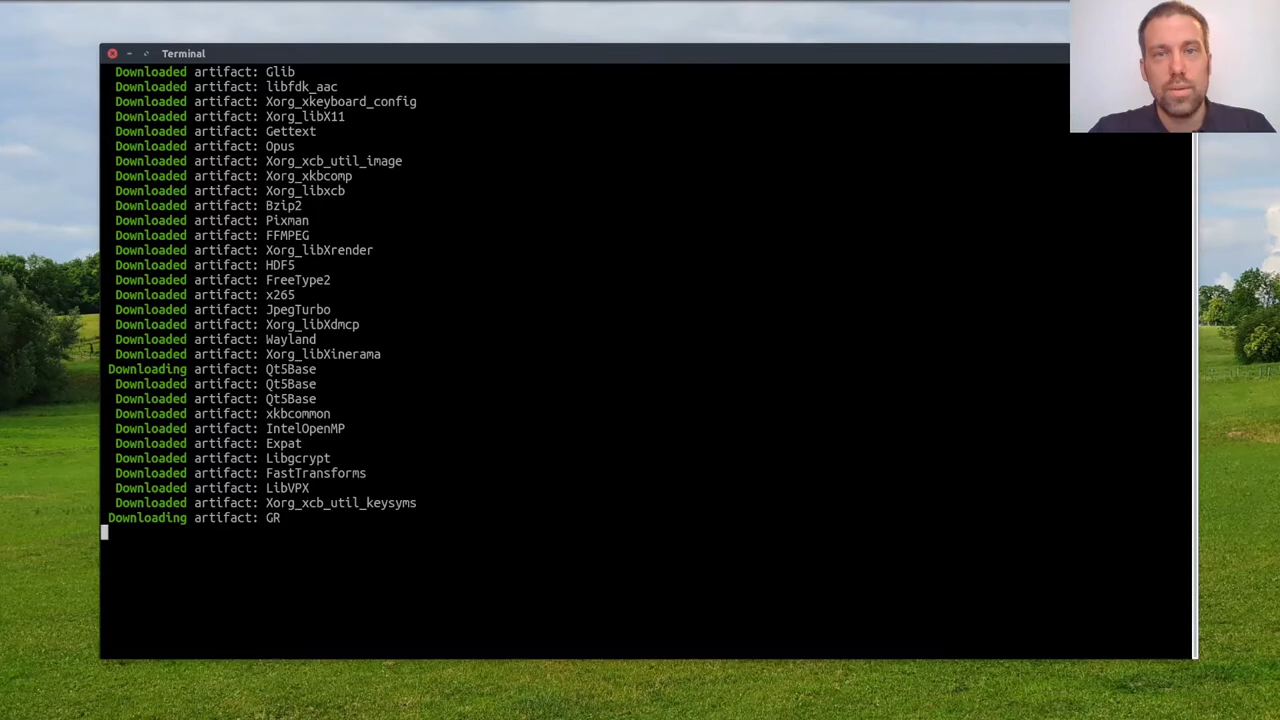 Terminal
Downloaded artifact: Glib
Downloaded artifact: libfdk_aac
Downloaded artifact: Xorg_xkeyboard_config
Downloaded artifact: Xorg_libX11
Downloaded artifact: Gettext
Downloaded artifact: Opus
Downloaded artifact: Xorg_xcb_util_image
Downloaded artifact: Xorg_xkbcomp
Downloaded artifact: Xorg_libxcb
Downloaded artifact: Bzip2
Downloaded artifact: Pixman
Downloaded artifact: FFMPEG
Downloaded artifact: Xorg_libXrender
Downloaded artifact: HDF5
Downloaded artifact: FreeType2
Downloaded artifact: x265
Downloaded artifact: JpegTurbo
Downloaded artifact: Xorg_libXdmcp
Downloaded artifact: Wayland
Downloaded artifact: Xorg_libXinerama
Downloading artifact: Qt5Base
Downloaded artifact: Qt5Base
Downloaded artifact: Qt5Base
Downloaded artifact: xkbcommon
Downloaded artifact: IntelOpenMP
Downloaded artifact: Expat
Downloaded artifact: Libgcrypt
Downloaded artifact: FastTransforms
Downloaded artifact: LibVPX
Downloaded artifact: Xorg_xcb_util_keysyms
Downloading artifact: GR